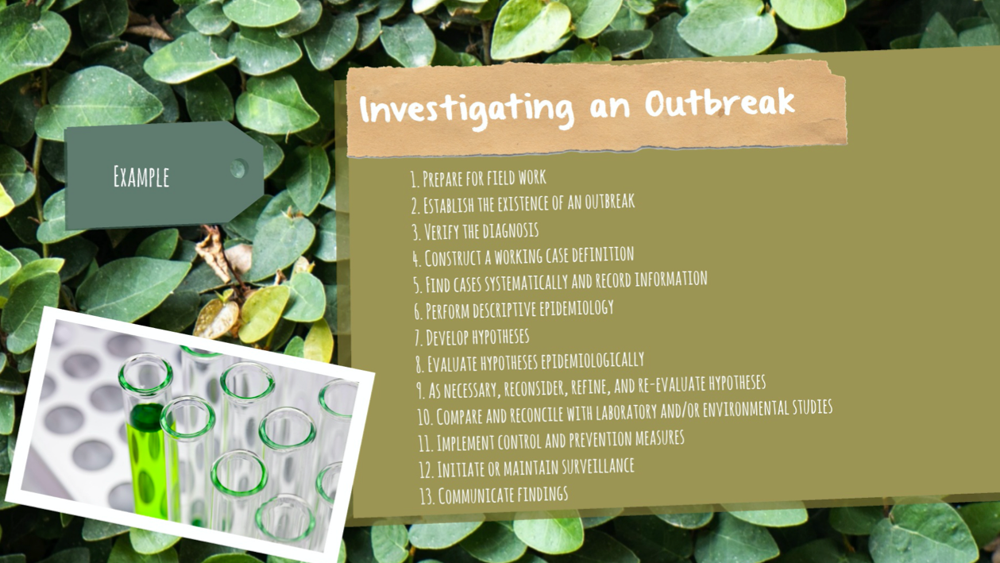 Investigating an Outbreak
Example
1. Prepare for field work
2. Establish the existence of an outbreak
3. Verify the diagnosis
4. Construct a working case definition
5. Find cases systematically and record information
6. Perform descriptive epidemiology
7. Develop hypotheses
8. Evaluate hypotheses epidemiologically
9. As necessary, reconsider, refine, and re-evaluate hypotheses
10. Compare and reconcile with laboratory and/or environmental studies
11. Implement control and prevention measures
12. Initiate or maintain surveillance
13. Communicate findings